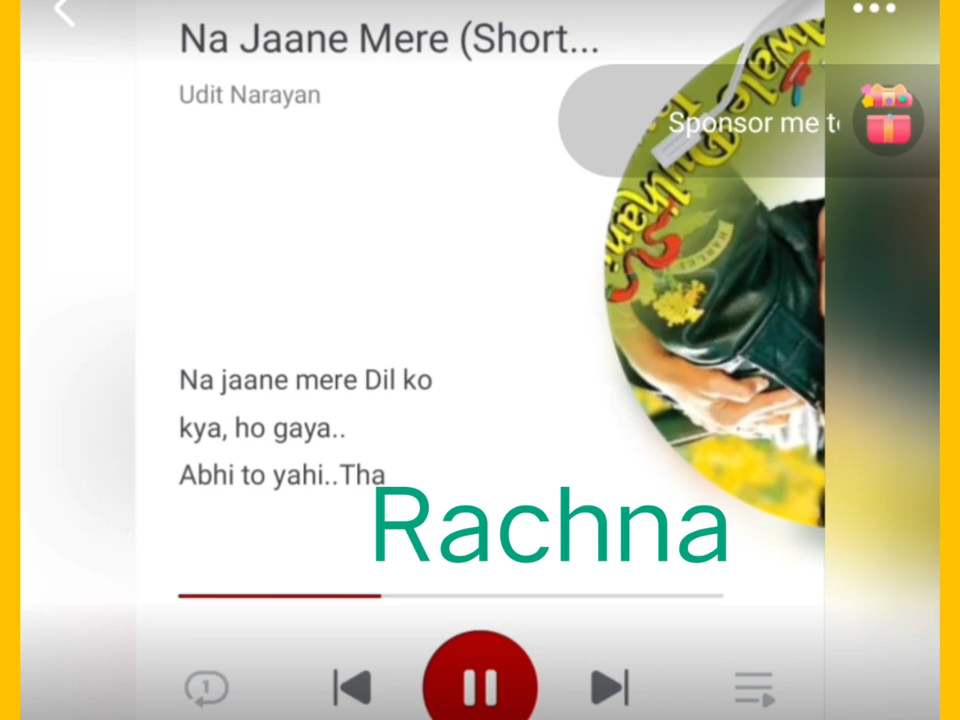 Na Jaane Mere (Short...
Udit Narayan
Sponsor me
Na jaane mere Dil ko
kya, ho gaya..
Abhi to yahi..Tha
Rachna
1